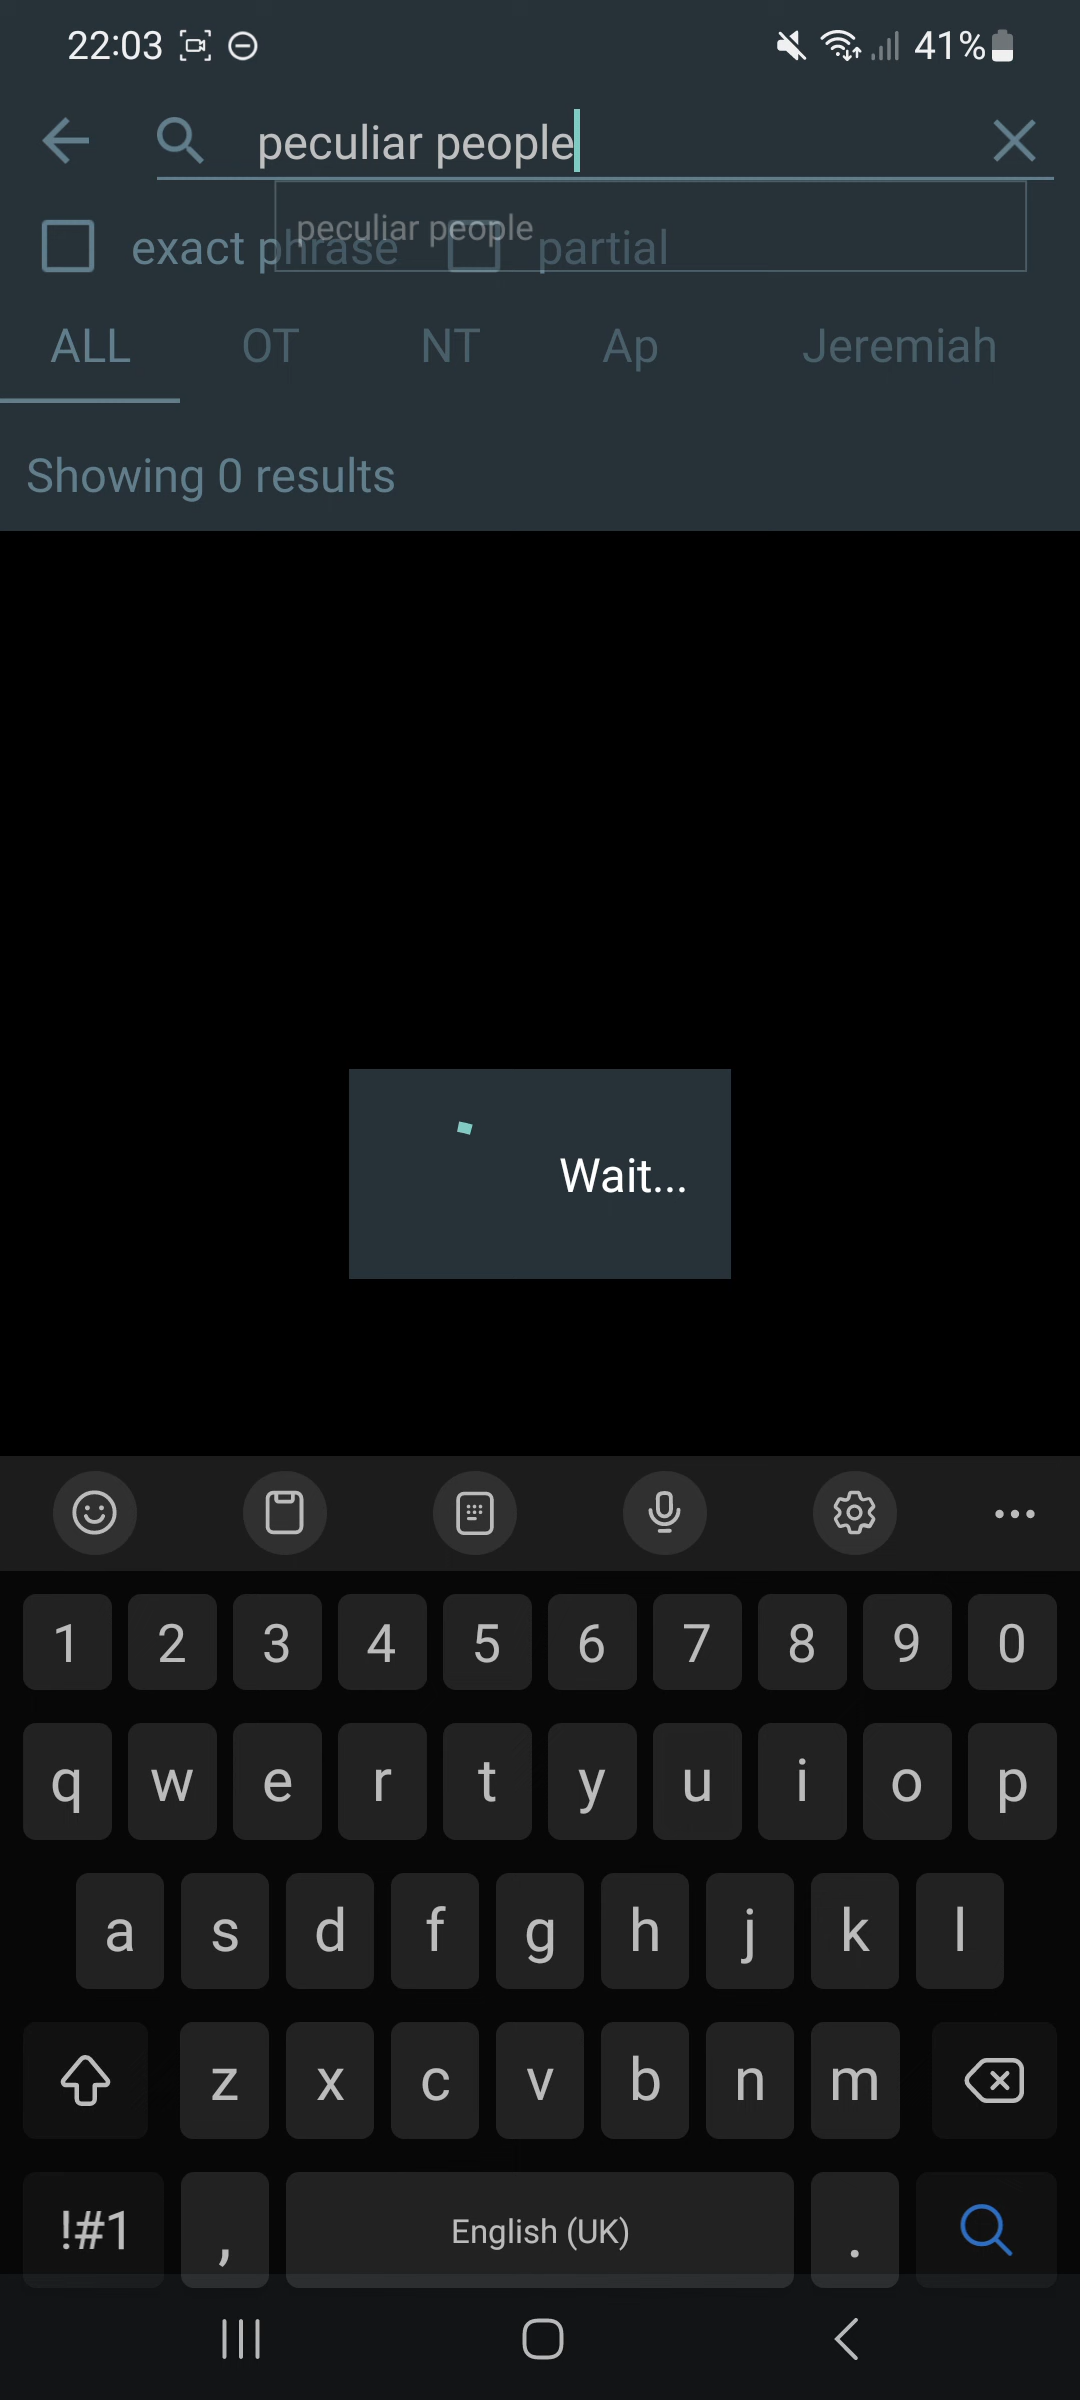 22:03 41%
peculiar people
peculiar people
exact phrase partial
ALL OT NT Ap Jeremiah
Showing 0 results
Wait...
1 2 3 4 5 6 7 8 9 0
q w e r t y u i o p
a s d f g h j k l
z x c v b n m
!#1 , English (UK) .